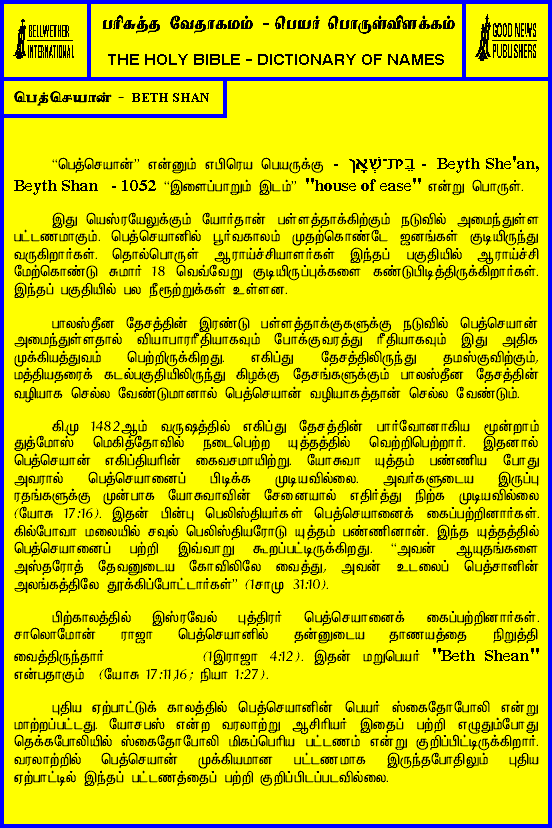 BELLWETHER
INTERNATIONAL
பரிசுத்த வேதாகமம் - பெயர் பொருள்விளக்கம்
THE HOLY BIBLE - DICTIONARY OF NAMES
GOOD NEWS
PUBLISHERS
பெத்செயான் - BETH SHAN
“பெத்செயான்” என்னும் எபிரெய பெயருக்கு - בֵּית־שְׁאָן - Beyth She'an,
Beyth Shan - 1052 “இளைப்பாறும் இடம்” "house of ease" என்று பொருள்.
இது யெஸ்ரயேலுக்கும் யோர்தான் பள்ளத்தாக்கிற்கும் நடுவில் அமைந்துள்ள
பட்டணமாகும். பெத்செயானில் பூர்வகாலம் முதற்கொண்டே ஜனங்கள் குடியிருந்து
வருகிறார்கள். தொல்பொருள் ஆராய்ச்சியாளர்கள் இந்தப் பகுதியில் ஆராய்ச்சி
மேற்கொண்டு சுமார் 18 வெவ்வேறு குடியிருப்புக்களை கண்டுபிடித்திருக்கிறார்கள்.
இந்தப் பகுதியில் பல நீரூற்றுக்கள் உள்ளன.
பாலஸ்தீன தேசத்தின் இரண்டு பள்ளத்தாக்குகளுக்கு நடுவில் பெத்செயான்
அமைந்துள்ளதால் வியாபாரரீதியாகவும் போக்குவரத்து ரீதியாகவும் இது அதிக
முக்கியத்துவம் பெற்றிருக்கிறது. எகிப்து தேசத்திலிருந்து தமஸ்குவிற்கும்,
மத்தியதரைக் கடல்பகுதியிலிருந்து கிழக்கு தேசங்களுக்கும் பாலஸ்தீன தேசத்தின்
வழியாக செல்ல வேண்டுமானால் பெத்செயான் வழியாகத்தான் செல்ல வேண்டும்.
கி.மு 1482ஆம் வருஷத்தில் எகிப்து தேசத்தின் பார்வோனாகிய மூன்றாம்
துத்மோஸ் மெகித்தோவில் நடைபெற்ற யுத்தத்தில் வெற்றிபெற்றார். இதனால்
பெத்செயான் எகிப்தியரின் கைவசமாயிற்று. யோசுவா யுத்தம் பண்ணிய போது
அவரால் பெத்செயானைப் பிடிக்க முடியவில்லை. அவர்களுடைய இருப்பு
ரதங்களுக்கு முன்பாக யோசுவாவின் சேனையால் எதிர்த்து நிற்க முடியவில்லை
(யோசு 17:16). இதன் பின்பு பெலிஸ்தியர்கள் பெத்செயானைக் கைப்பற்றினார்கள்.
கில்போவா மலையில் சவுல் பெலிஸ்தியரோடு யுத்தம் பண்ணினான். இந்த யுத்தத்தில்
பெத்செயானைப் பற்றி இவ்வாறு கூறப்பட்டிருக்கிறது. “அவன் ஆயுதங்களை
அஸ்தரோத் தேவனுடைய கோவிலிலே வைத்து, அவன் உடலைப் பெத்சானின்
அலங்கத்திலே தூக்கிப்போட்டார்கள்” (1சாமு 31:10).
பிற்காலத்தில் இஸ்ரவேல் புத்திரர் பெத்செயானைக் கைப்பற்றினார்கள்.
சாலொமோன் ராஜா பெத்செயானில் தன்னுடைய தாணயத்தை நிறுத்தி
வைத்திருந்தார் (1இராஜா 4:12). இதன் மறுபெயர் "Beth Shean"
என்பதாகும் (யோசு 17:11,16; நியா 1:27).
புதிய ஏற்பாட்டுக் காலத்தில் பெத்செயானின் பெயர் ஸ்கைதோபோலி என்று
மாற்றப்பட்டது. யோசபஸ் என்ற வரலாற்று ஆசிரியர் இதைப் பற்றி எழுதும்போது
தெக்கபோலியில் ஸ்கைதோபோலி மிகப்பெரிய பட்டணம் என்று குறிப்பிட்டிருக்கிறார்.
வரலாற்றில் பெத்செயான் முக்கியமான பட்டணமாக இருந்தபோதிலும் புதிய
ஏற்பாட்டில் இந்தப் பட்டணத்தைப் பற்றி குறிப்பிடப்படவில்லை.